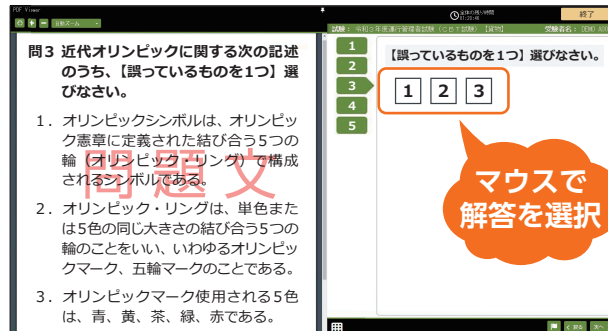 PDF Viewer
自動ズーム
問3 近代オリンピックに関する次の記述
のうち、【誤っているものを1つ】選
びなさい。
1. オリンピックシンボルは、オリンピッ
ク憲章に定義された結び合う5つの
輪（オリンピック・リング）で構成
されるシンボルである。
問題文
2. オリンピック・リングは、単色また
は5色の同じ大きさの結び合う5つの
輪のことをいい、いわゆるオリンピッ
クマーク、五輪マークのことである。
3. オリンピックマーク使用される5色
は、青、黄、茶、緑、赤である。
全体の残り時間
01:28:46
終了
試験：令和2年度運行管理者試験（CBT試験）【貨物】
受験者名：DEMO
1
2
3
4
5
【誤っているものを1つ】選びなさい。
1 2 3
マウスで
解答を選択
戻る
次へ